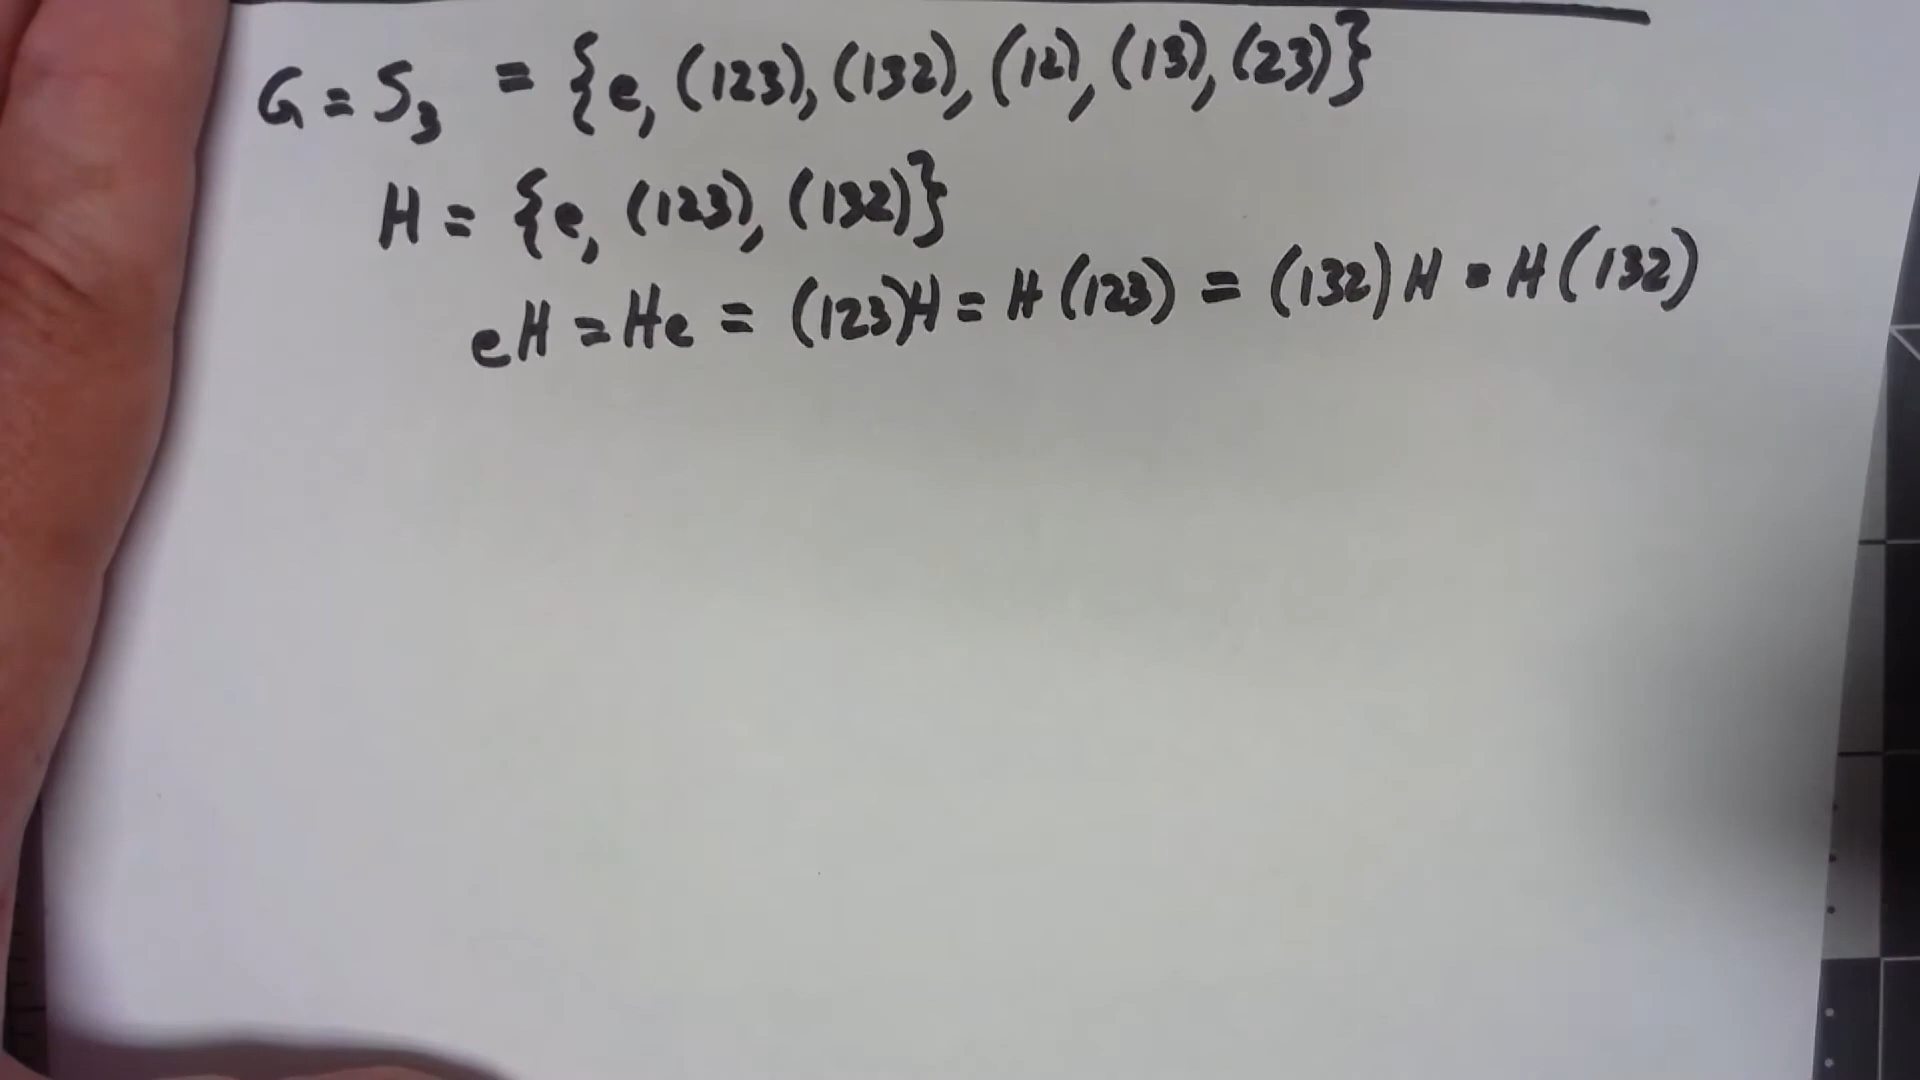 G = S₃ = {e, (123), (132), (12), (13), (23)}
H = {e, (123), (132)}
eH = He = (123)H = H(123) = (132)H = H(132)